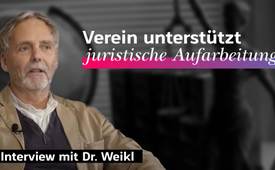 Verein unterstützt
juristische Aufarbeitung
Interview mit Dr. Weikl